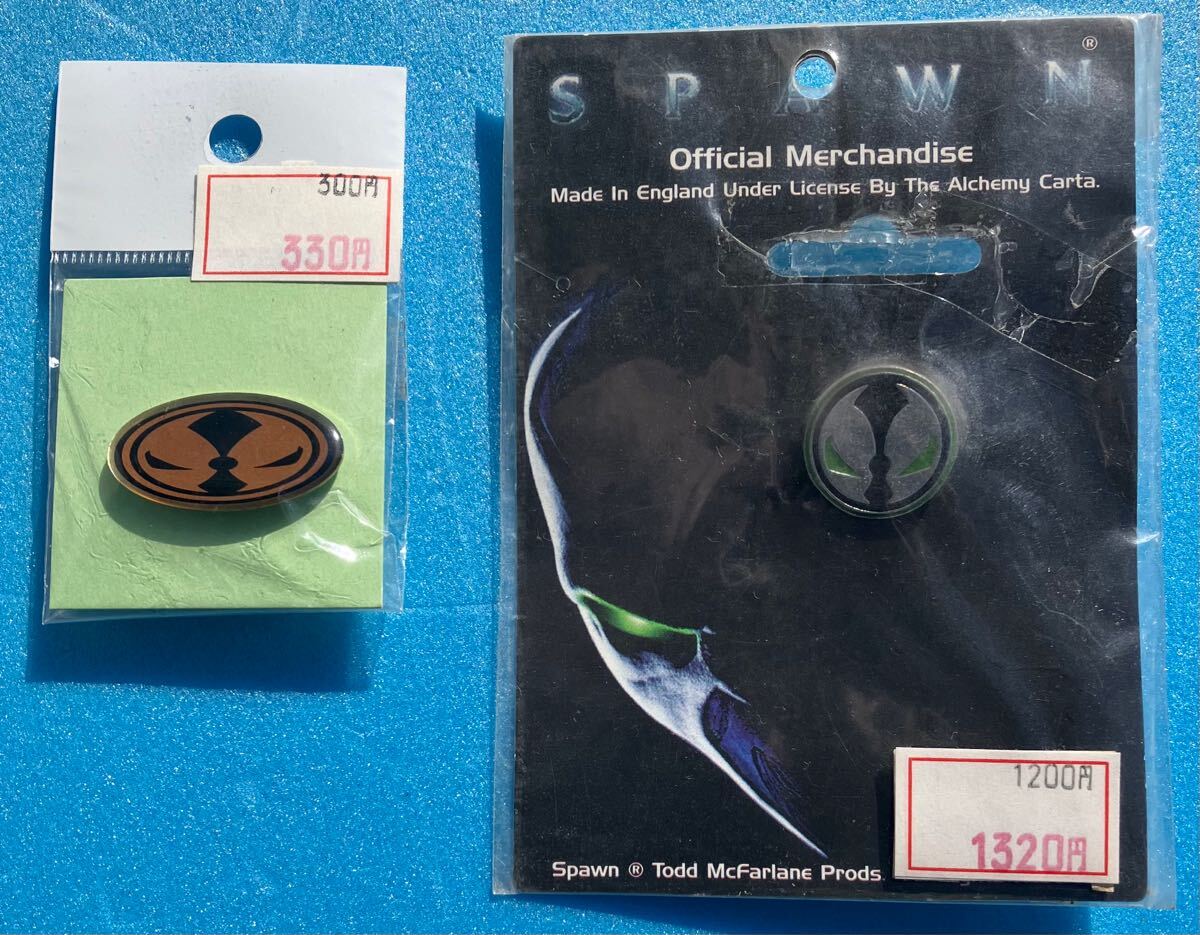 300円
330円
SPAWN ®
Official Merchandise
Made In England Under License By The Alchemy Carta.
Spawn ® Todd McFarlane Prods.
1200円
1320円